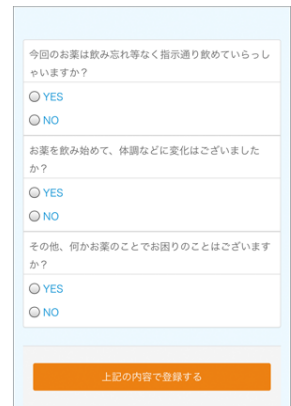 今回のお薬は飲み忘れ等なく指示通り飲めていらっし
ゃいますか？
YES
NO
お薬を飲み始めて、体調などに変化はございました
か？
YES
NO
その他、何かお薬のことでお困りのことはございます
か？
YES
NO
上記の内容で登録する